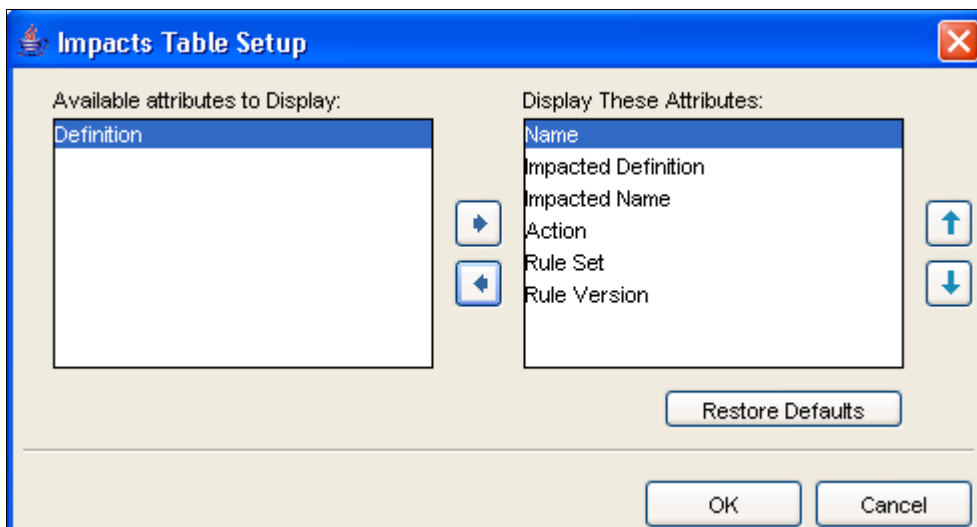 Impacts Table Setup
Available attributes to Display:
Definition
Display These Attributes:
Name
Impacted Definition
Impacted Name
Action
Rule Set
Rule Version
Restore Defaults
OK
Cancel